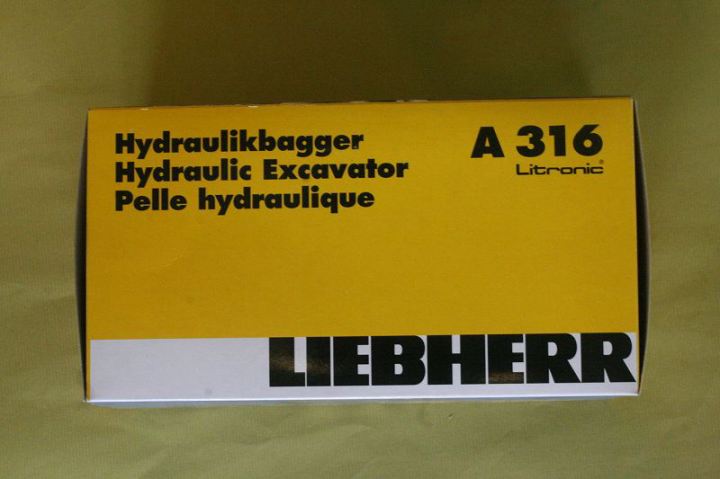 Hydraulikbagger
Hydraulic Excavator
Pelle hydraulique
A 316
Litronic®
LIEBHERR